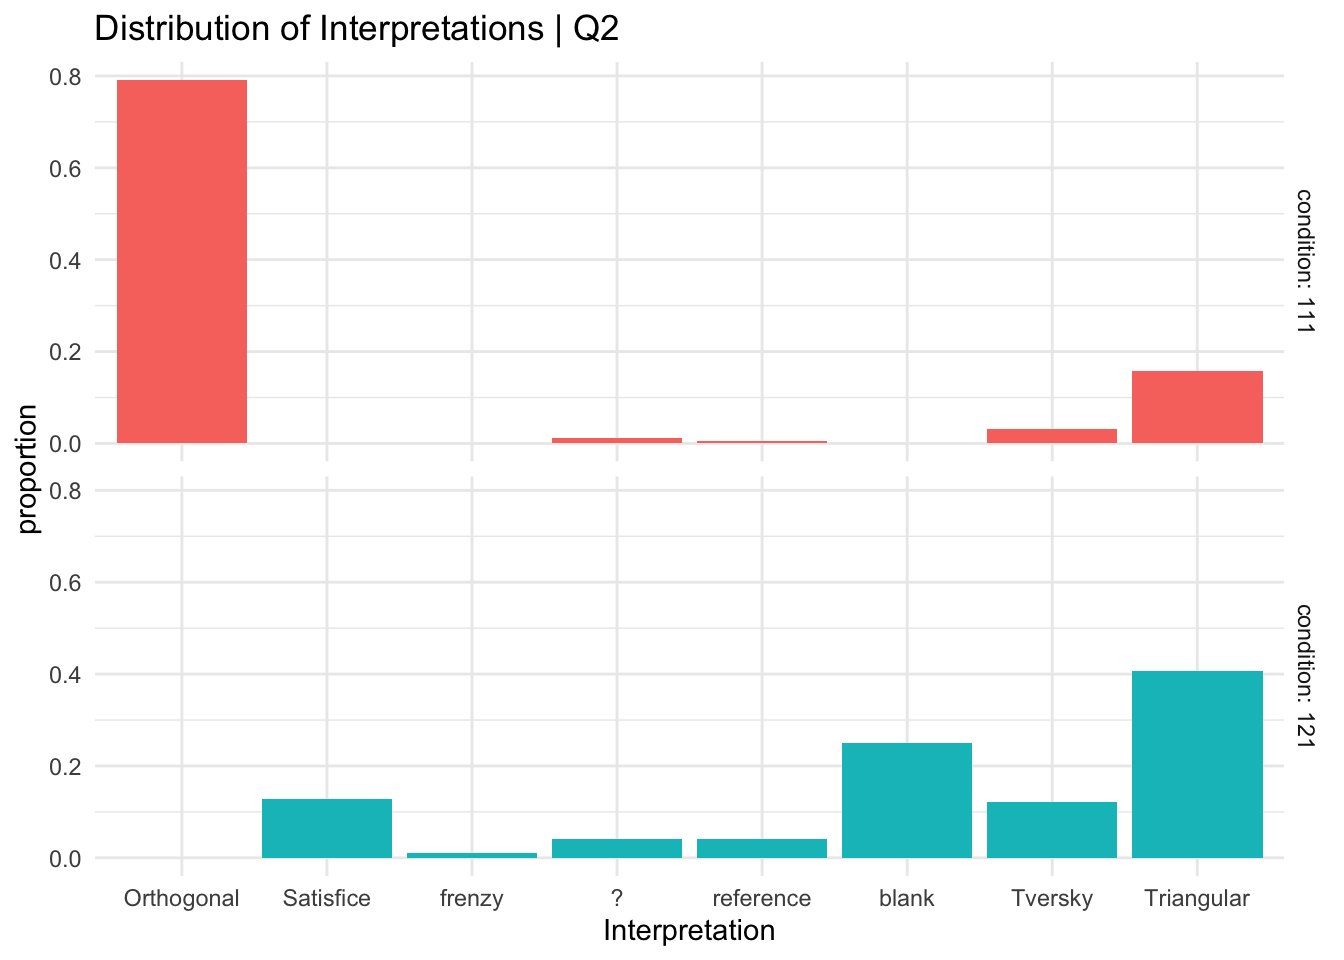 Distribution of Interpretations | Q2
0.8
0.6
0.4
0.2
0.0
condition: 111
0.8
0.6
0.4
0.2
0.0
condition: 121
proportion
Orthogonal Satisfice frenzy ? reference blank Tversky Triangular
Interpretation